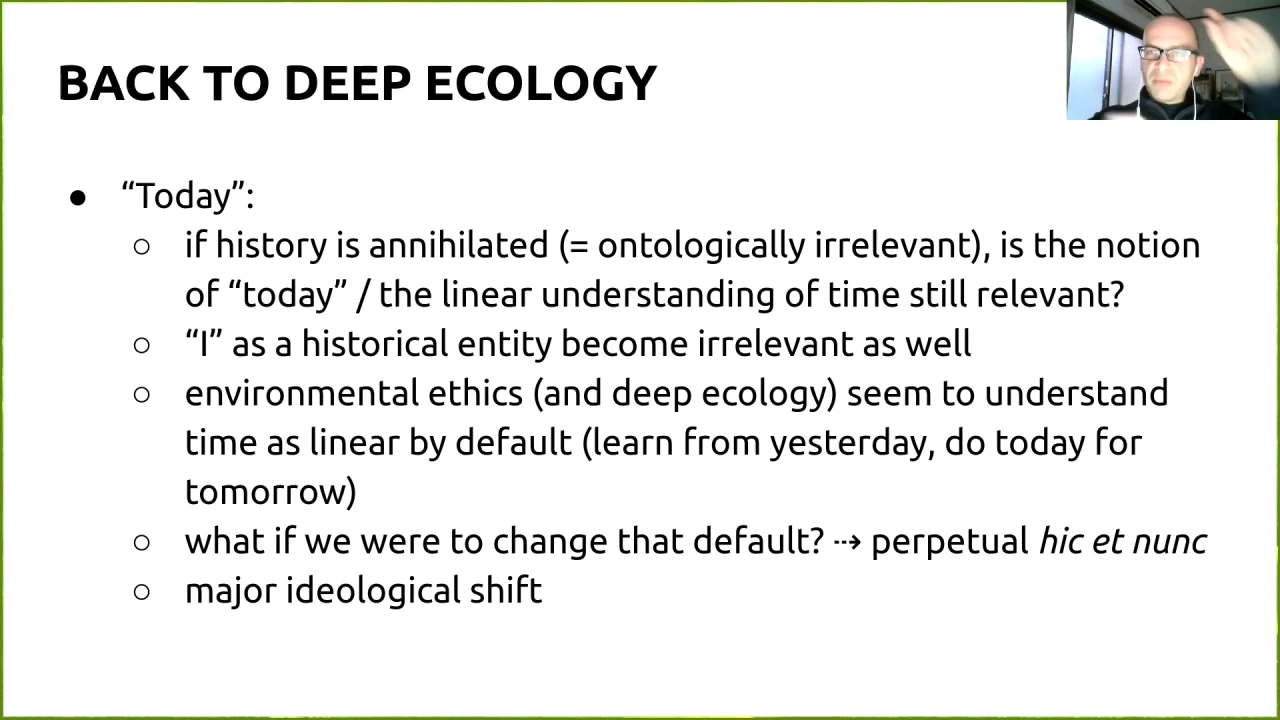 BACK TO DEEP ECOLOGY
● “Today”:
○ if history is annihilated (= ontologically irrelevant), is the notion
of “today” / the linear understanding of time still relevant?
○ “I” as a historical entity become irrelevant as well
○ environmental ethics (and deep ecology) seem to understand
time as linear by default (learn from yesterday, do today for
tomorrow)
○ what if we were to change that default? ⇢ perpetual hic et nunc
○ major ideological shift